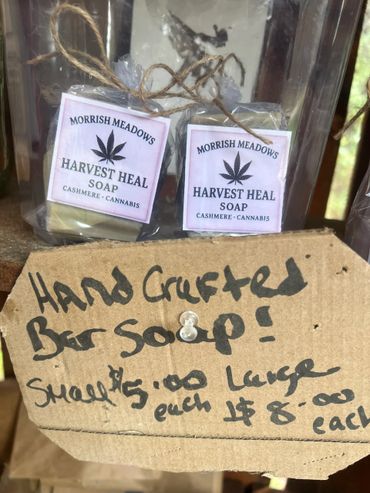 MORRISH MEADOWS
HARVEST HEAL
SOAP
CASHMERE - CANNABIS
MORRISH MEADOWS
HARVEST HEAL
SOAP
CASHMERE - CANNABIS
Hand Crafted
Bar Soap!
Small $5.00 Large
each 1$ 8.00
each